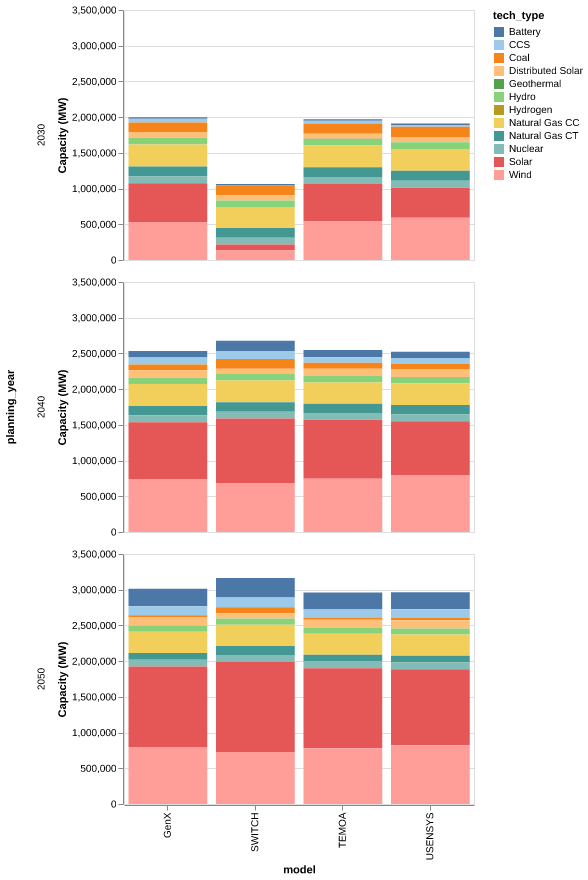 tech_type
Battery
CCS
Coal
Distributed Solar
Geothermal
Hydro
Hydrogen
Natural Gas CC
Natural Gas CT
Nuclear
Solar
Wind
planning_year
2030
Capacity (MW)
3,500,000
3,000,000
2,500,000
2,000,000
1,500,000
1,000,000
500,000
0
2040
Capacity (MW)
3,500,000
3,000,000
2,500,000
2,000,000
1,500,000
1,000,000
500,000
0
2050
Capacity (MW)
3,500,000
3,000,000
2,500,000
2,000,000
1,500,000
1,000,000
500,000
0
GenX
SWITCH
TEMOA
USENSYS
model